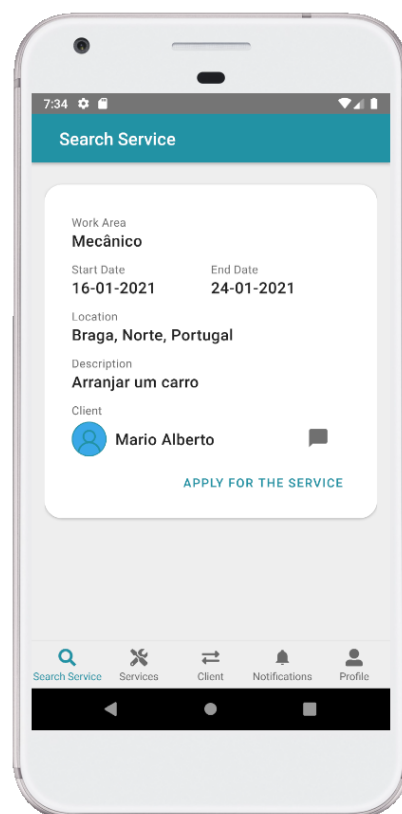 7:34
Search Service
Work Area
Mecânico
Start Date End Date
16-01-2021 24-01-2021
Location
Braga, Norte, Portugal
Description
Arranjar um carro
Client
Mario Alberto
APPLY FOR THE SERVICE
Search Service Services Client Notifications Profile